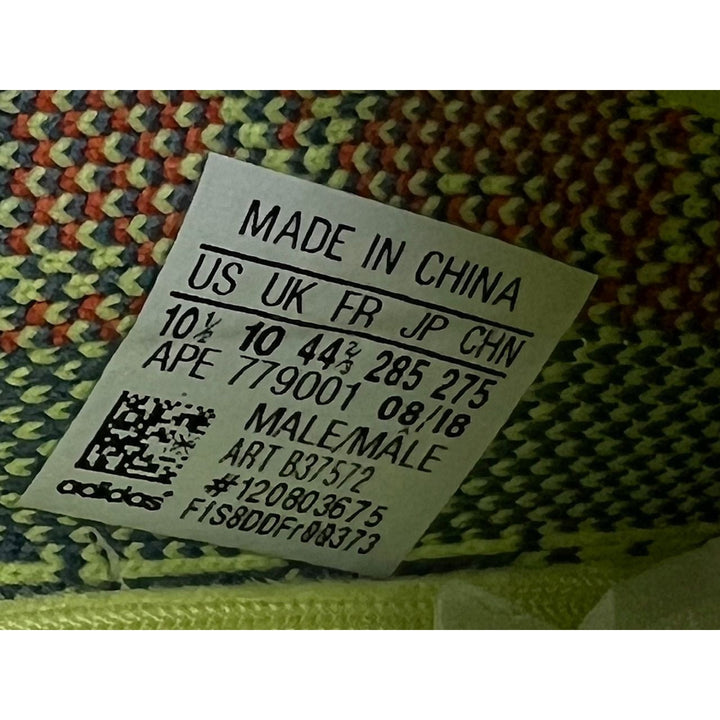 MADE IN CHINA
US UK FR JP CHN
10½ 10 44⅔ 285 275
APE 779001 08/18
MALE/MÂLE
ART B37572
#120803675
adidas